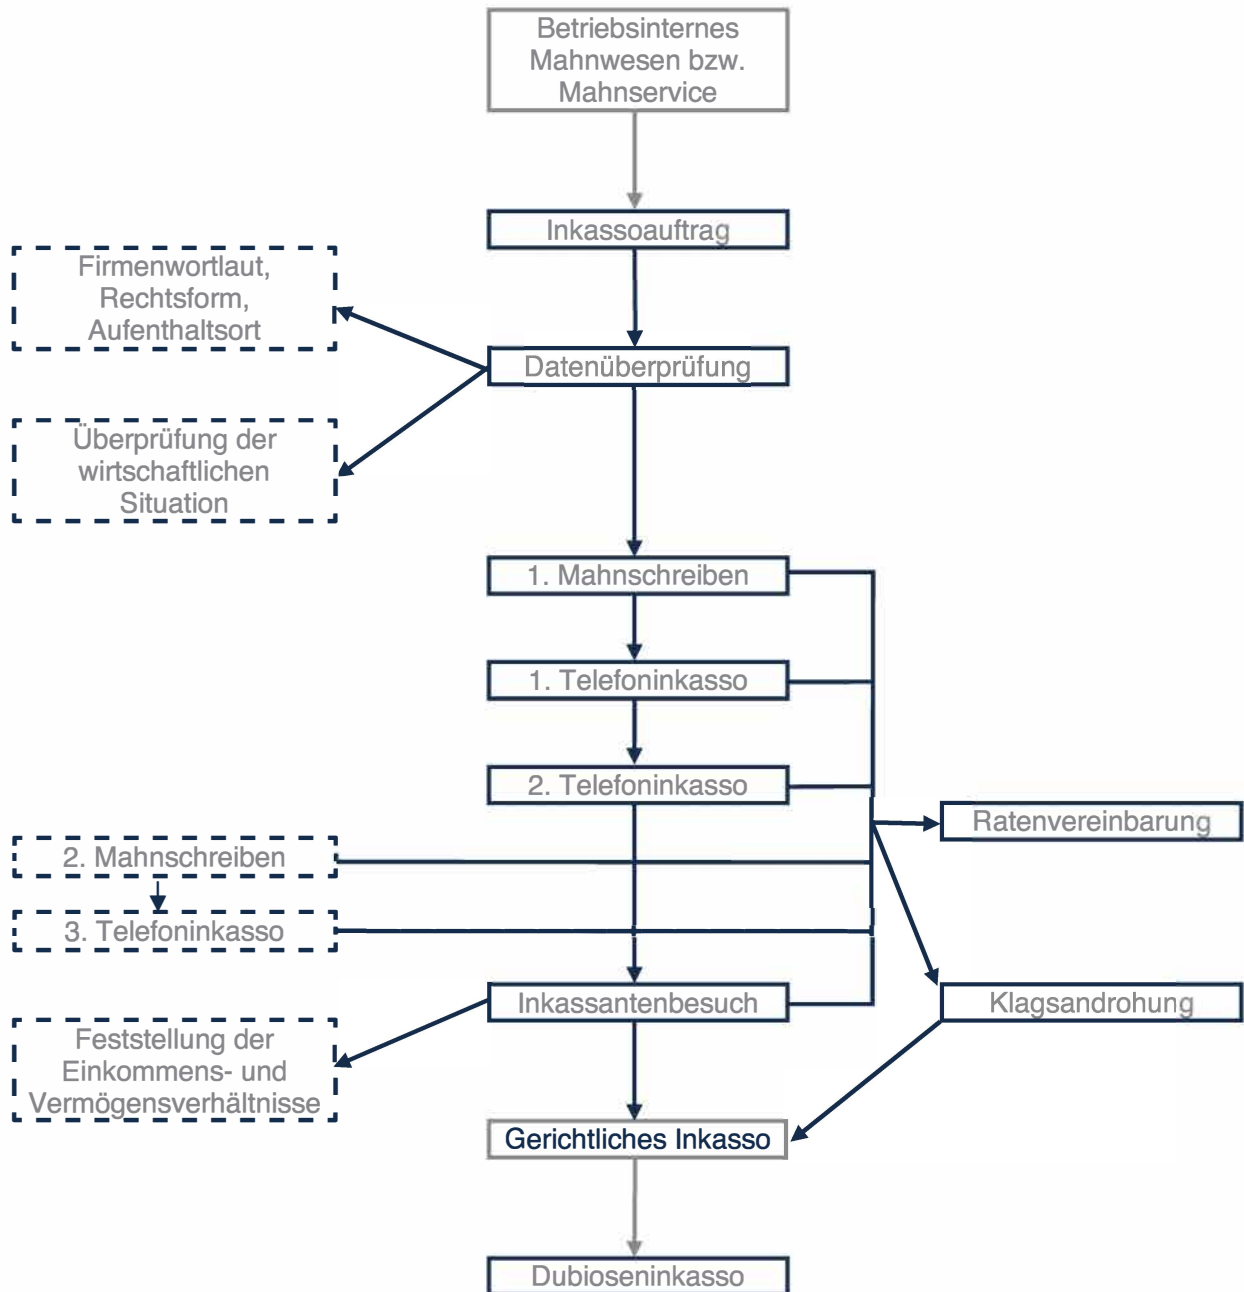 Betriebsinternes
Mahnwesen bzw.
Mahnservice
Inkassoauftrag
Firmenwortlaut,
Rechtsform,
Aufenthaltsort
Datenüberprüfung
Überprüfung der
wirtschaftlichen
Situation
1. Mahnschreiben
1. Telefoninkasso
2. Telefoninkasso
Ratenvereinbarung
2. Mahnschreiben
3. Telefoninkasso
Inkassantenbesuch
Klagsandrohung
Feststellung der
Einkommens- und
Vermögensverhältnisse
Gerichtliches Inkasso
Dubioseninkasso